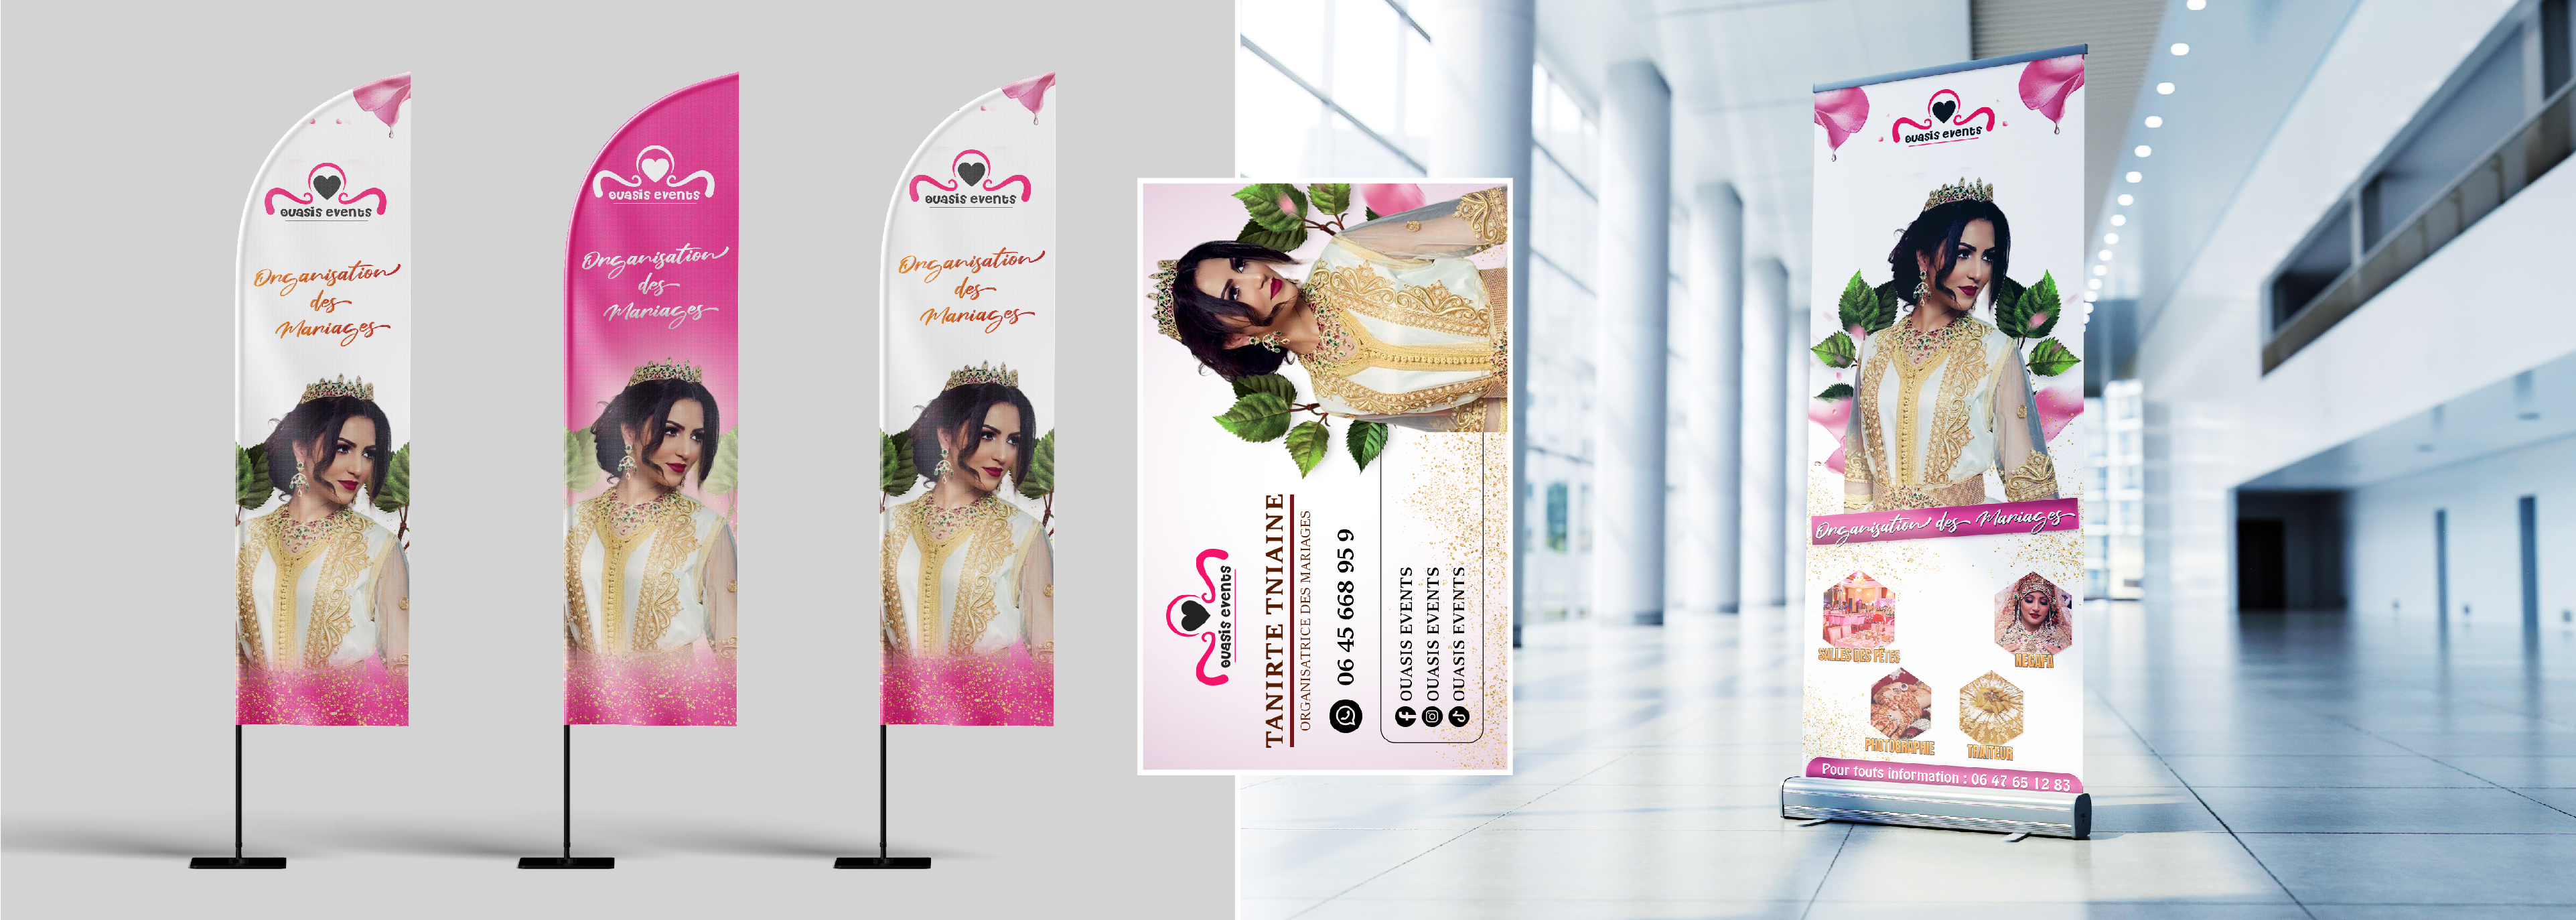 ouasis events
Organisation
des
Mariages
ouasis events
Organisation
des
Mariages
ouasis events
Organisation
des
Mariages
ouasis events
TANIRTE TNIAINE
ORGANISATRICE DES MARIAGES
06 45 668 95 9
OUASIS EVENTS
OUASIS EVENTS
OUASIS EVENTS
ouasis events
Organisation des Mariages
SALLES DES FÊTES
NEGAFA
PHOTOGRAPHIE
TRAITEUR
Pour touts information : 06 47 65 12 83